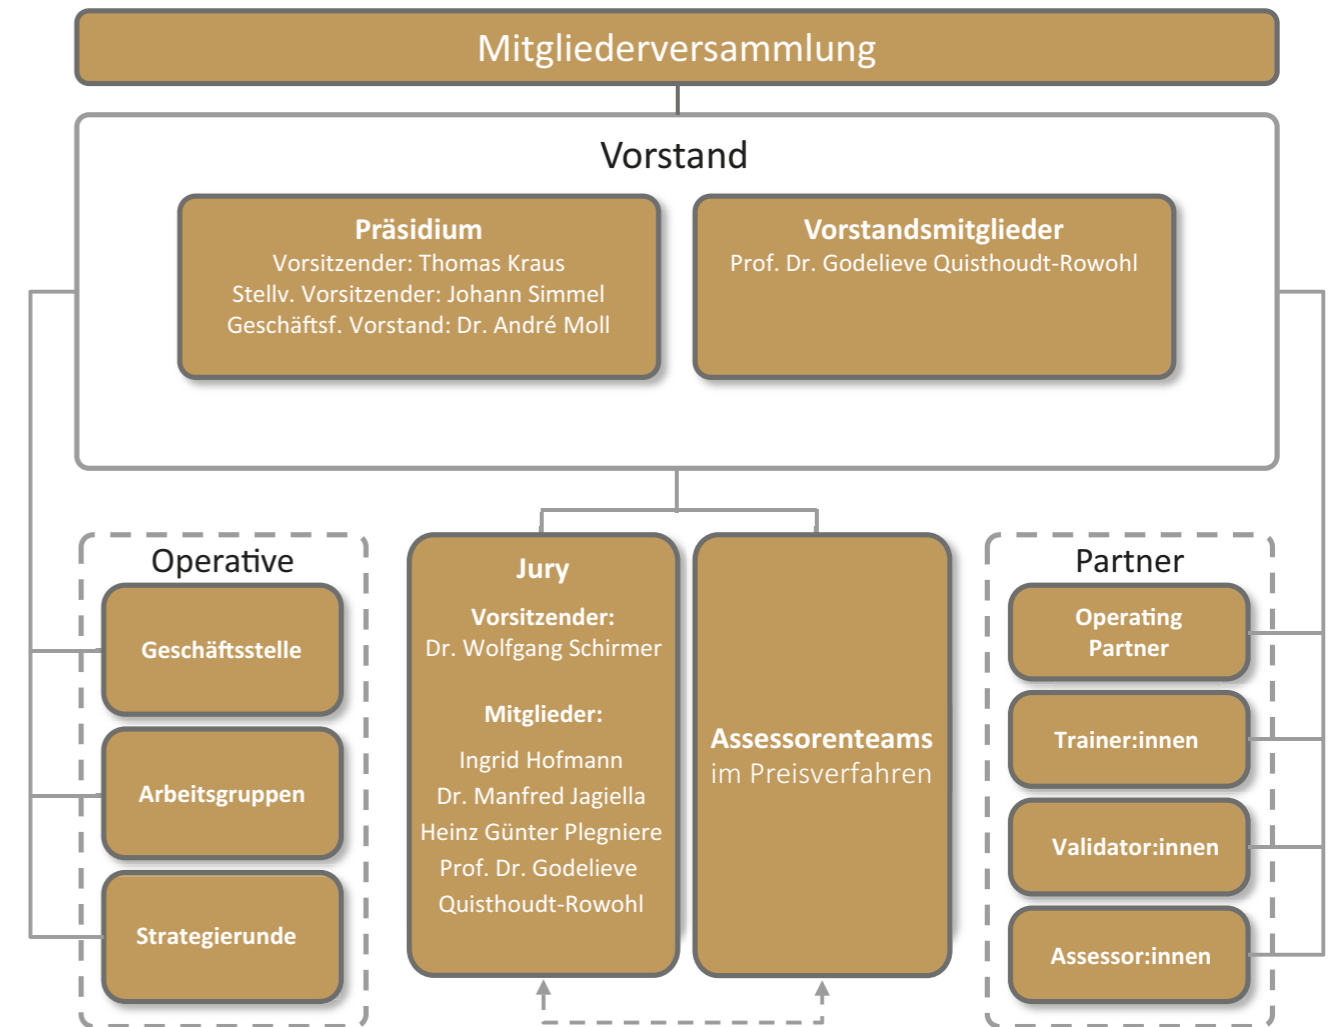 Mitgliederversammlung
Vorstand
Präsidium
Vorsitzender: Thomas Kraus
Stellv. Vorsitzender: Johann Simmel
Geschäftsf. Vorstand: Dr. André Moll
Vorstandsmitglieder
Prof. Dr. Godelieve Quisthoudt-Rowohl
Operative
Geschäftsstelle
Arbeitsgruppen
Strategierunde
Jury
Vorsitzender:
Dr. Wolfgang Schirmer
Mitglieder:
Ingrid Hofmann
Dr. Manfred Jagiella
Heinz Günter Plegniere
Prof. Dr. Godelieve
Quisthoudt-Rowohl
Assessorenteams
im Preisverfahren
Partner
Operating
Partner
Trainer:innen
Validator:innen
Assessor:innen